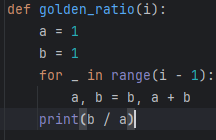 def golden_ratio(i):
    a = 1
    b = 1
    for _ in range(i - 1):
        a, b = b, a + b
    print(b / a)